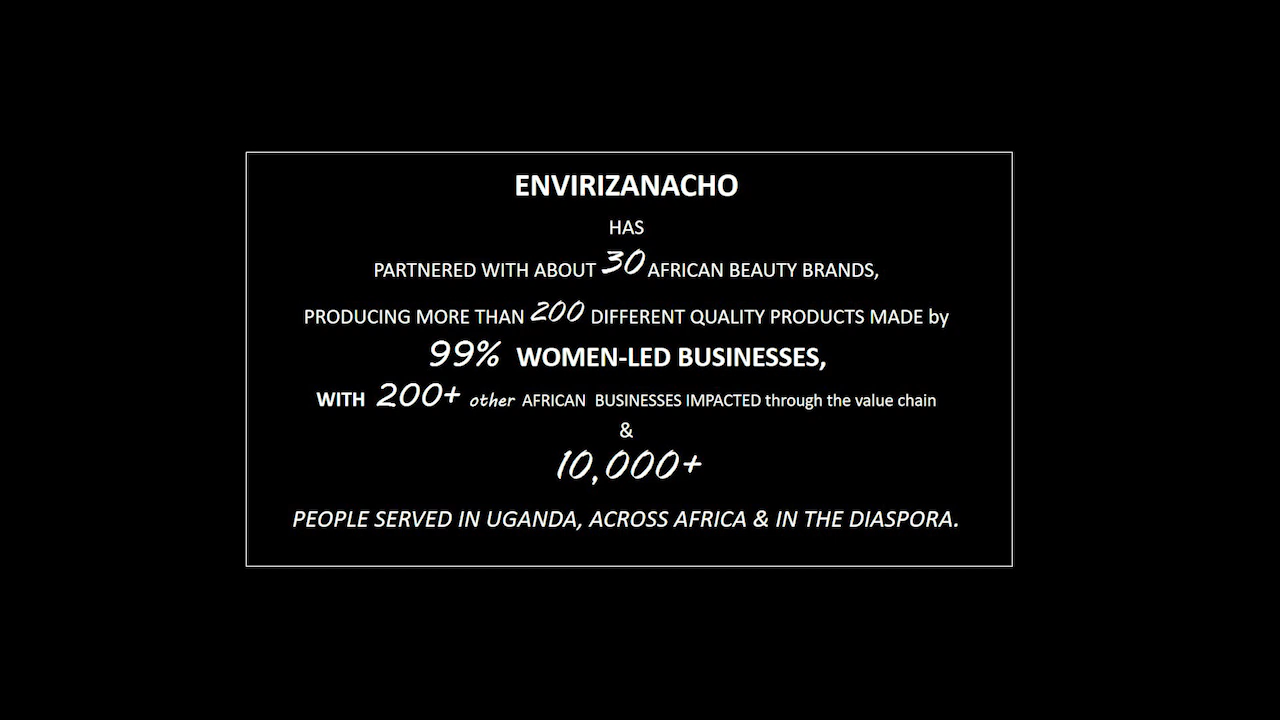 ENVIRIZANACHO
HAS
PARTNERED WITH ABOUT 30 AFRICAN BEAUTY BRANDS,
PRODUCING MORE THAN 200 DIFFERENT QUALITY PRODUCTS MADE by
99% WOMEN-LED BUSINESSES,
WITH 200+ other AFRICAN BUSINESSES IMPACTED through the value chain
&
10,000+
PEOPLE SERVED IN UGANDA, ACROSS AFRICA & IN THE DIASPORA.